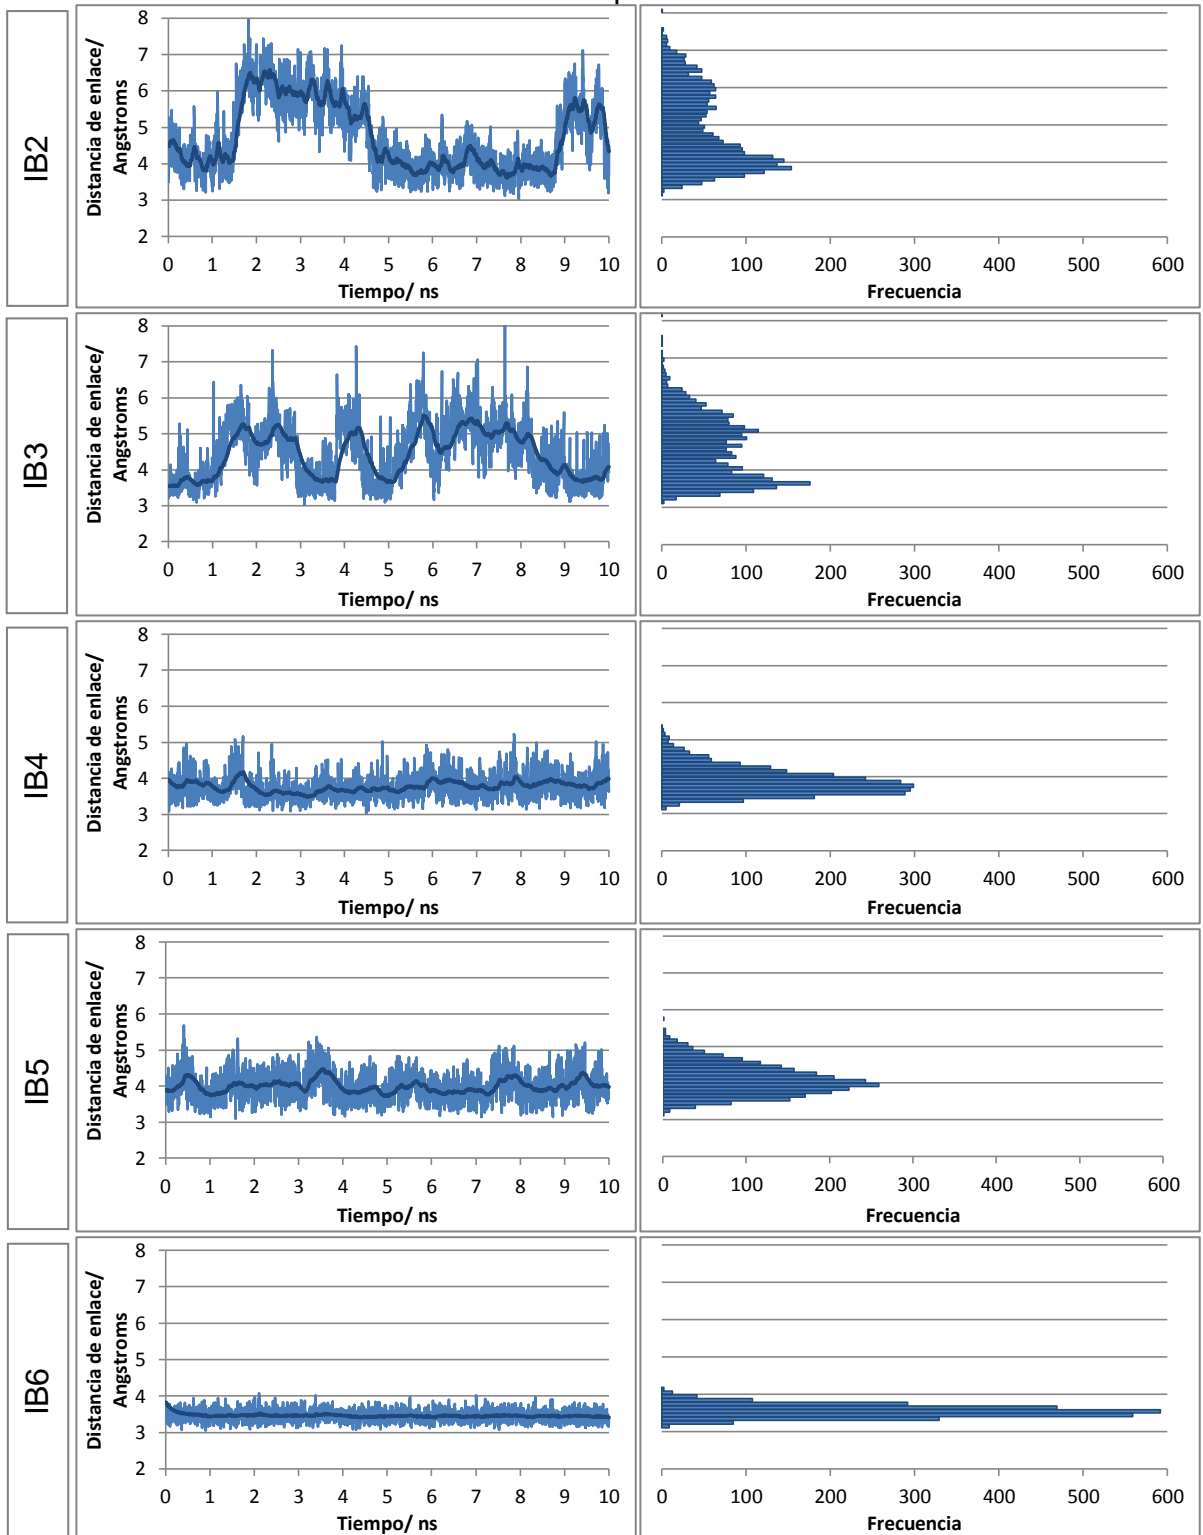 IB2
Distancia de enlace/
Angstroms
8
7
6
5
4
3
2
0 1 2 3 4 5 6 7 8 9 10
Tiempo/ ns
0 100 200 300 400 500 600
Frecuencia
IB3
Distancia de enlace/
Angstroms
8
7
6
5
4
3
2
0 1 2 3 4 5 6 7 8 9 10
Tiempo/ ns
0 100 200 300 400 500 600
Frecuencia
IB4
Distancia de enlace/
Angstroms
8
7
6
5
4
3
2
0 1 2 3 4 5 6 7 8 9 10
Tiempo/ ns
0 100 200 300 400 500 600
Frecuencia
IB5
Distancia de enlace/
Angstroms
8
7
6
5
4
3
2
0 1 2 3 4 5 6 7 8 9 10
Tiempo/ ns
0 100 200 300 400 500 600
Frecuencia
IB6
Distancia de enlace/
Angstroms
8
7
6
5
4
3
2
0 1 2 3 4 5 6 7 8 9 10
Tiempo/ ns
0 100 200 300 400 500 600
Frecuencia